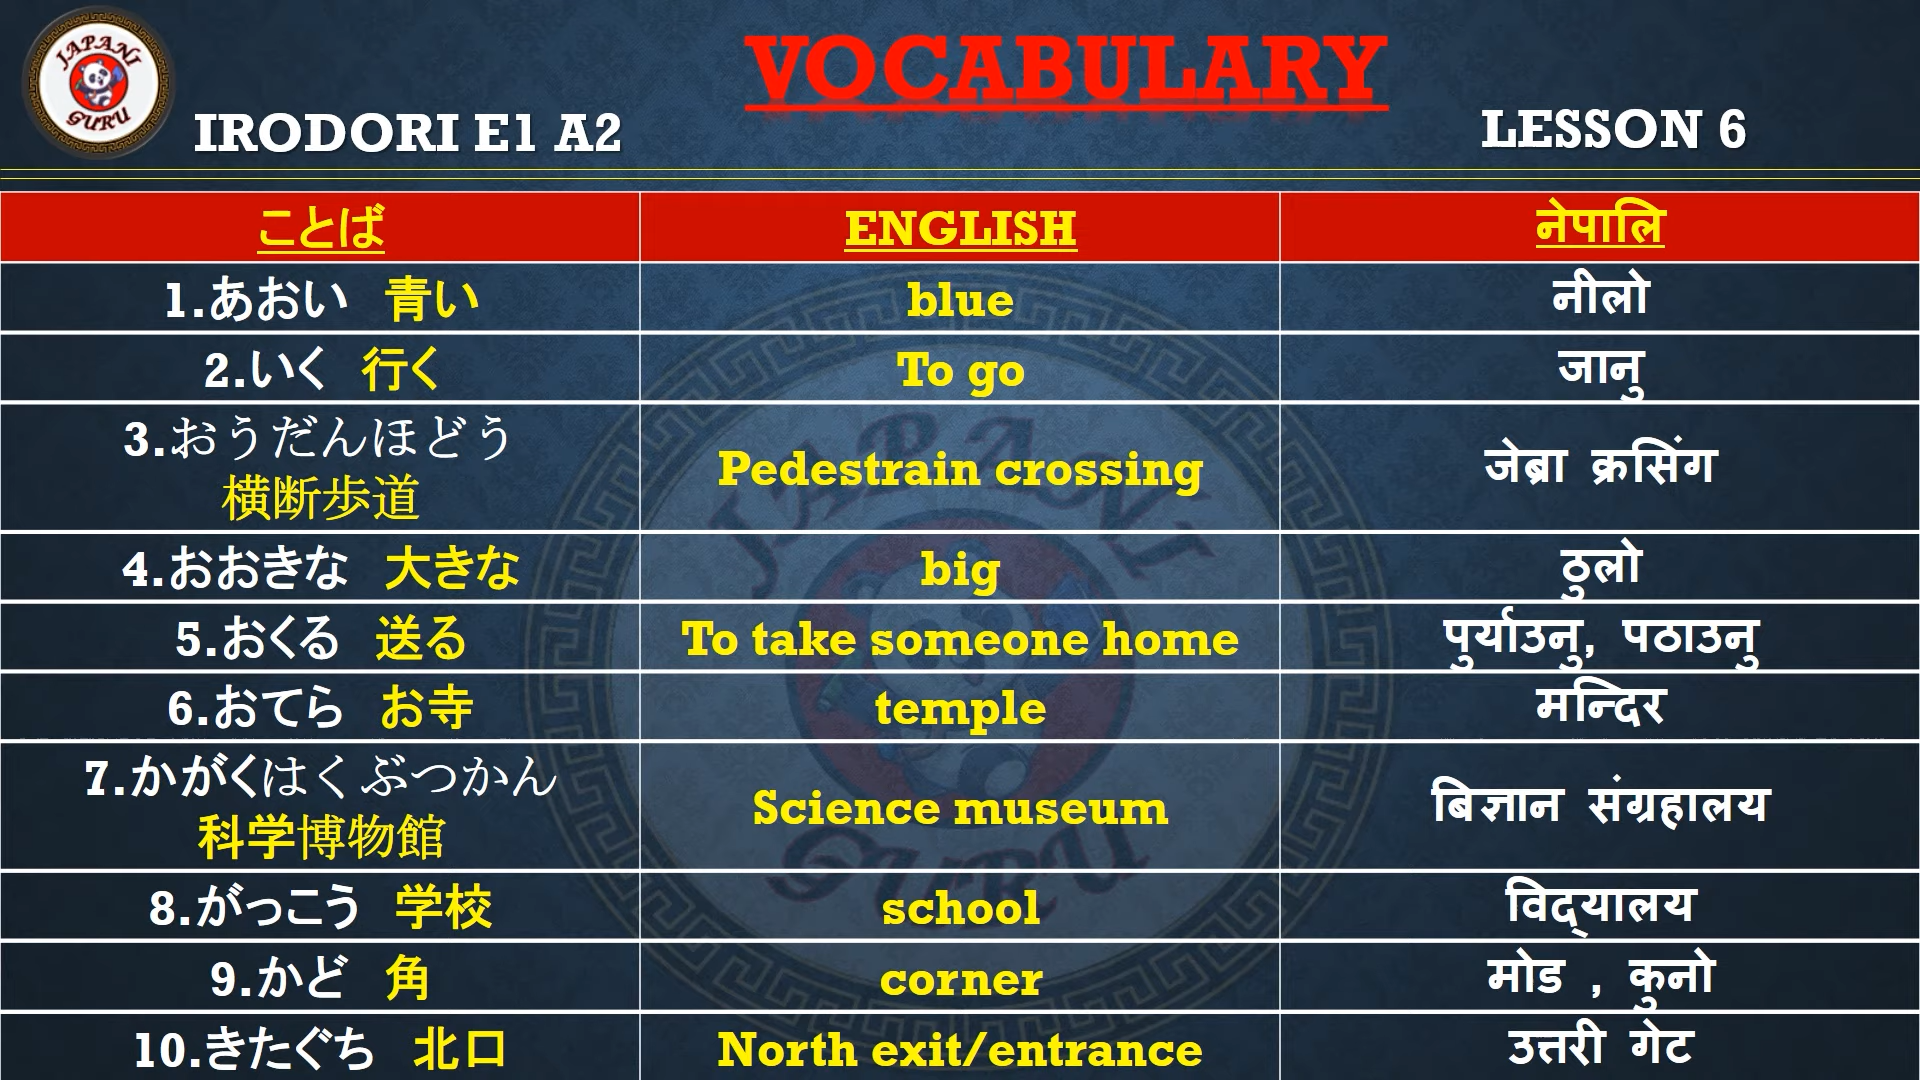 JAPANI
GURU
VOCABULARY
IRODORI E1 A2
LESSON 6
ことば ENGLISH नेपालि
1.あおい 青い blue नीलो
2.いく 行く To go जानु
3.おうだんほどう
横断歩道 Pedestrain crossing जेब्रा क्रसिंग
4.おおきな 大きな big ठुलो
5.おくる 送る To take someone home पुर्याउनु, पठाउनु
6.おてら お寺 temple मन्दिर
7.かがくはくぶつかん
科学博物館 Science museum बिज्ञान संग्रहालय
8.がっこう 学校 school विद्यालय
9.かど 角 corner मोड , कुनो
10.きたぐち 北口 North exit/entrance उत्तरी गेट
JAPANI
GURU